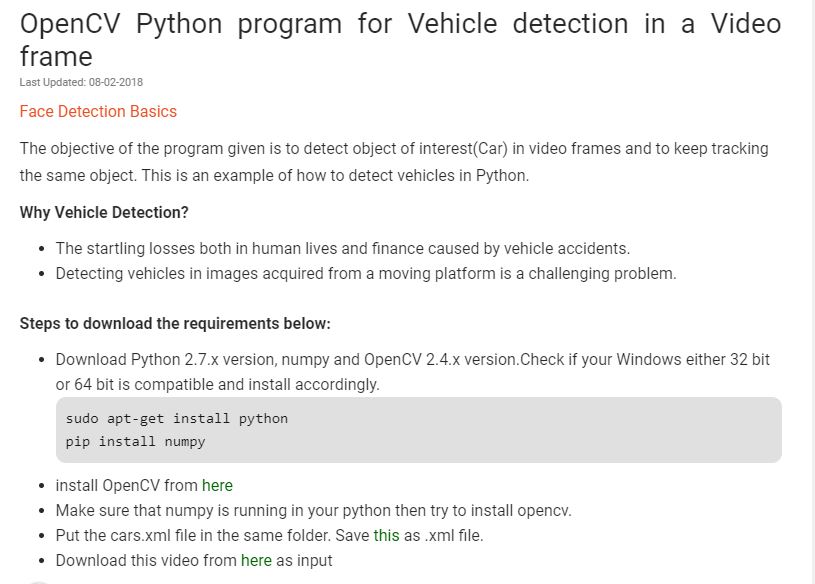 OpenCV Python program for Vehicle detection in a Video
frame
Last Updated: 08-02-2018
Face Detection Basics
The objective of the program given is to detect object of interest(Car) in video frames and to keep tracking
the same object. This is an example of how to detect vehicles in Python.
Why Vehicle Detection?
• The startling losses both in human lives and finance caused by vehicle accidents.
• Detecting vehicles in images acquired from a moving platform is a challenging problem.
Steps to download the requirements below:
• Download Python 2.7.x version, numpy and OpenCV 2.4.x version.Check if your Windows either 32 bit
or 64 bit is compatible and install accordingly.
sudo apt-get install python
pip install numpy
• install OpenCV from here
• Make sure that numpy is running in your python then try to install opencv.
• Put the cars.xml file in the same folder. Save this as .xml file.
• Download this video from here as input